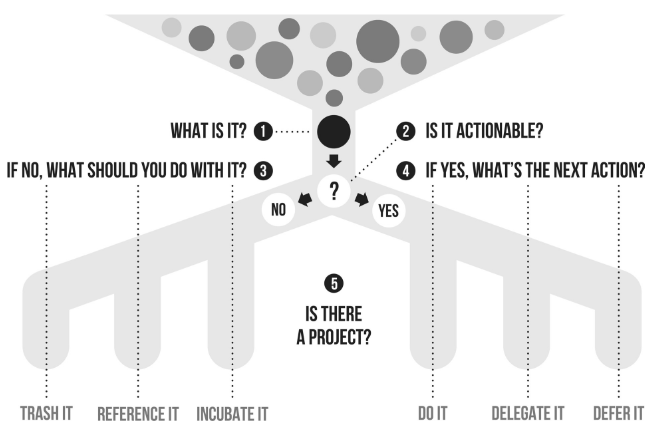 WHAT IS IT? 1
2 IS IT ACTIONABLE?
IF NO, WHAT SHOULD YOU DO WITH IT? 3
4 IF YES, WHAT'S THE NEXT ACTION?
?
NO
YES
5
IS THERE
A PROJECT?
TRASH IT
REFERENCE IT
INCUBATE IT
DO IT
DELEGATE IT
DEFER IT